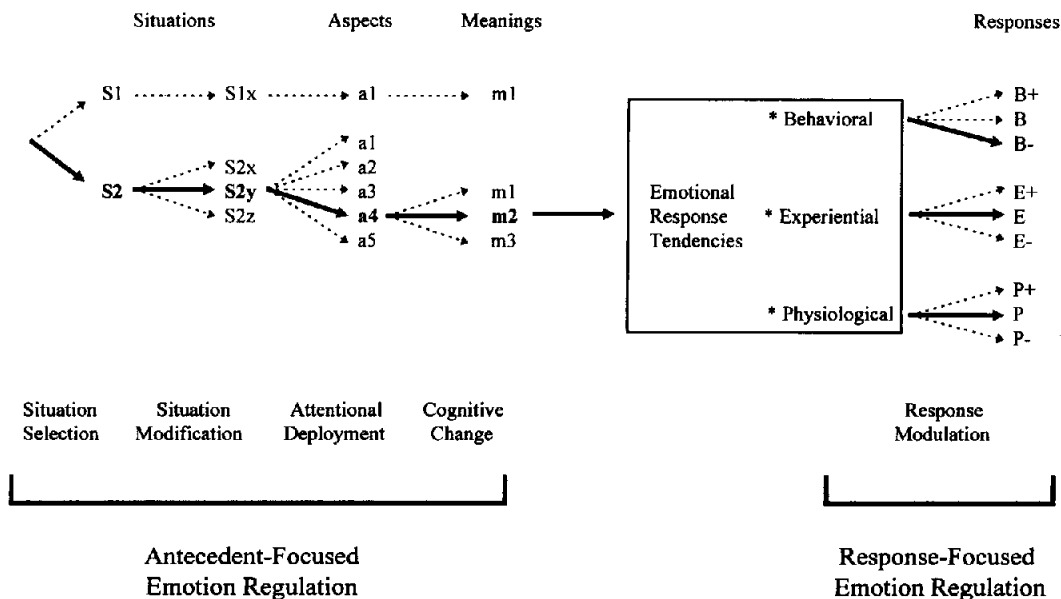 Situations Aspects Meanings Responses
S1 S1x a1 m1
B+
* Behavioral B
B-
a1
S2x a2
S2 S2y a3 m1
a4 m2
S2z a5 m3
Emotional
Response
Tendencies
* Experiential
E+
E
E-
P+
* Physiological P
P-
Situation Selection
Situation Modification
Attentional Deployment
Cognitive Change
Response Modulation
Antecedent-Focused
Emotion Regulation
Response-Focused
Emotion Regulation